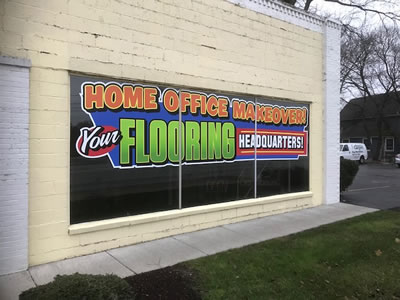 HOME OFFICE MAKEOVER!
Your FLOORING HEADQUARTERS!